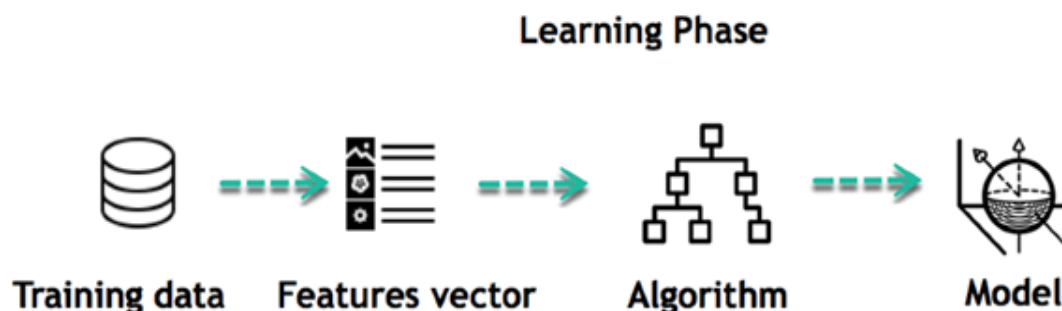 Learning Phase
Training data
Features vector
Algorithm
Model